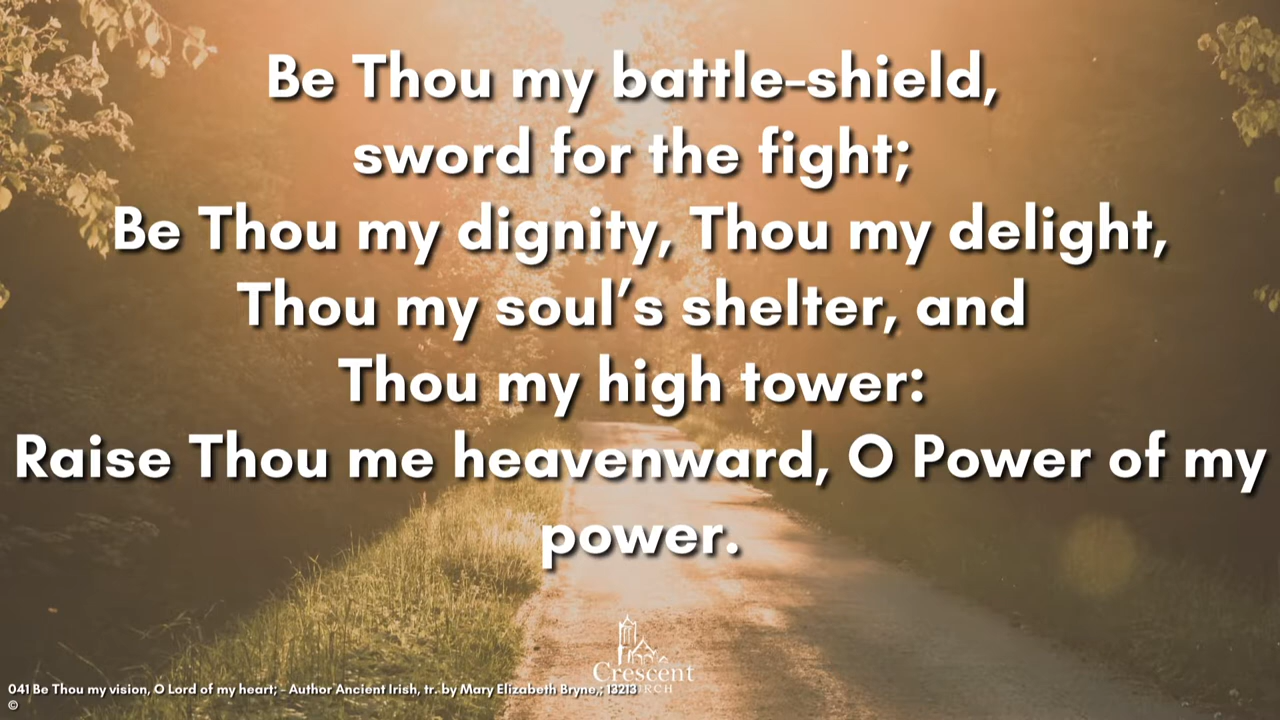 Be Thou my battle-shield,
sword for the fight;
Be Thou my dignity, Thou my delight,
Thou my soul’s shelter, and
Thou my high tower:
Raise Thou me heavenward, O Power of my
power.
Crescent
041 Be Thou my vision, O Lord of my heart; - Author Ancient Irish, tr. by Mary Elizabeth Bryne,; 13213
©